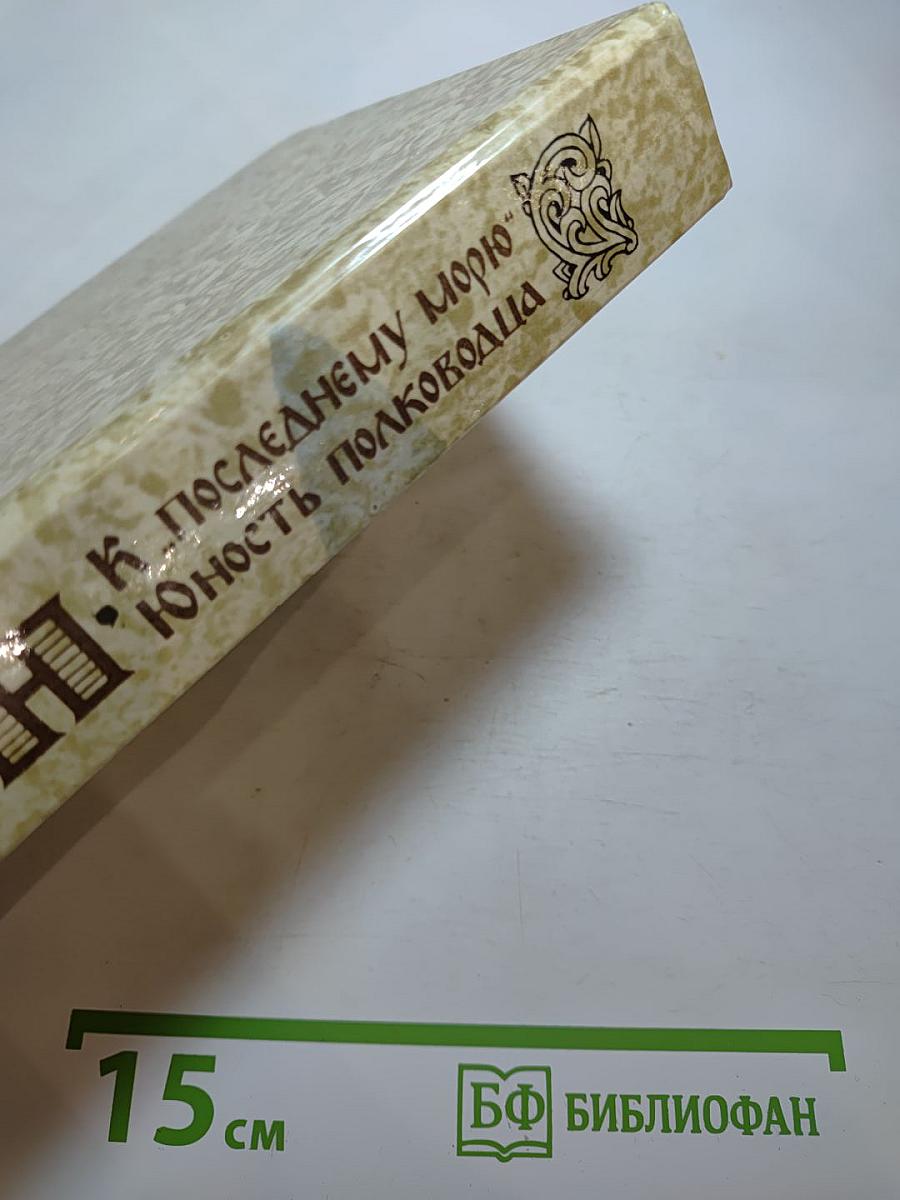 Н •
К „Последнему морю“
Юность полководца
15 см
БФ БИБЛИОФАН